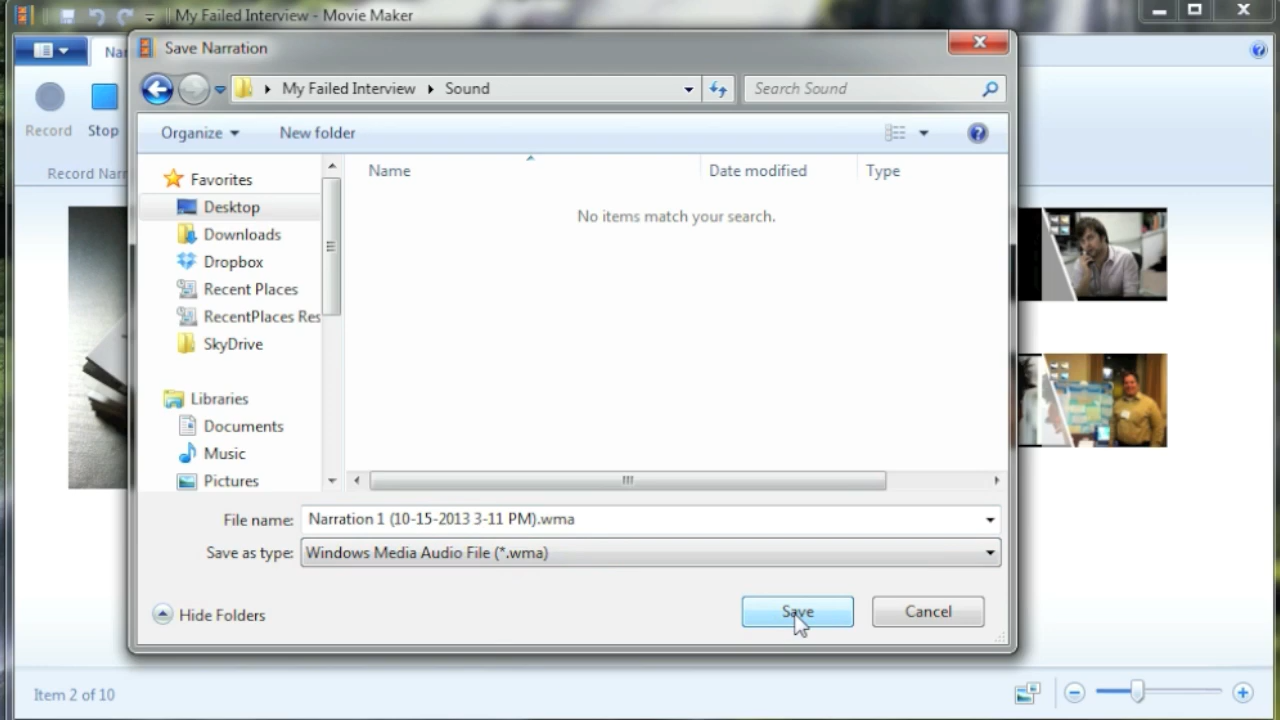 My Failed Interview - Movie Maker
Save Narration
My Failed Interview Sound
Search Sound
Organize
New folder
Record
Stop
Record Narr
Favorites
Desktop
Downloads
Dropbox
Recent Places
RecentPlaces Res
SkyDrive
Libraries
Documents
Music
Pictures
Name
Date modified
Type
No items match your search.
File name: Narration 1 (10-15-2013 3-11 PM).wma
Save as type: Windows Media Audio File (*.wma)
Hide Folders
Save
Cancel
Item 2 of 10